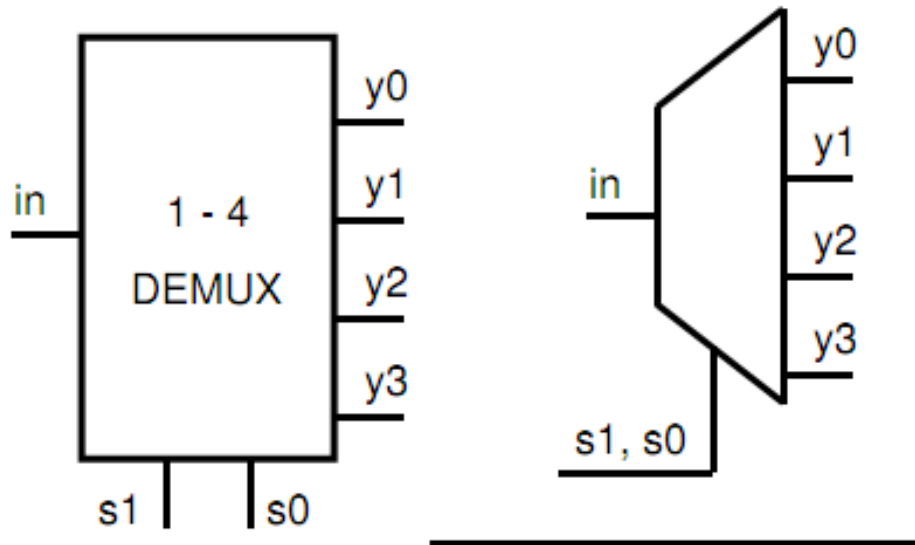 y0
in
1 - 4
y1
DEMUX
y2
y3
s1
s0
y0
in
y1
y2
y3
s1, s0